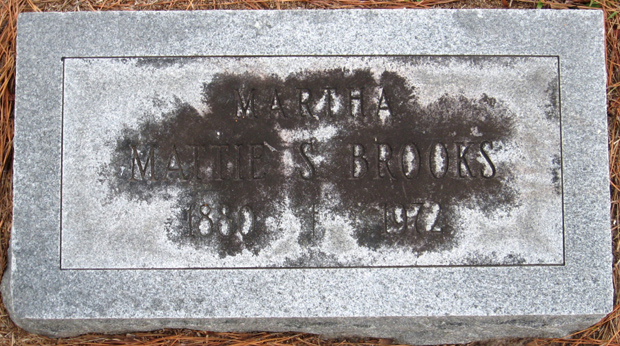 MARTHA
MATTIE S. BROOKS
1880 1972